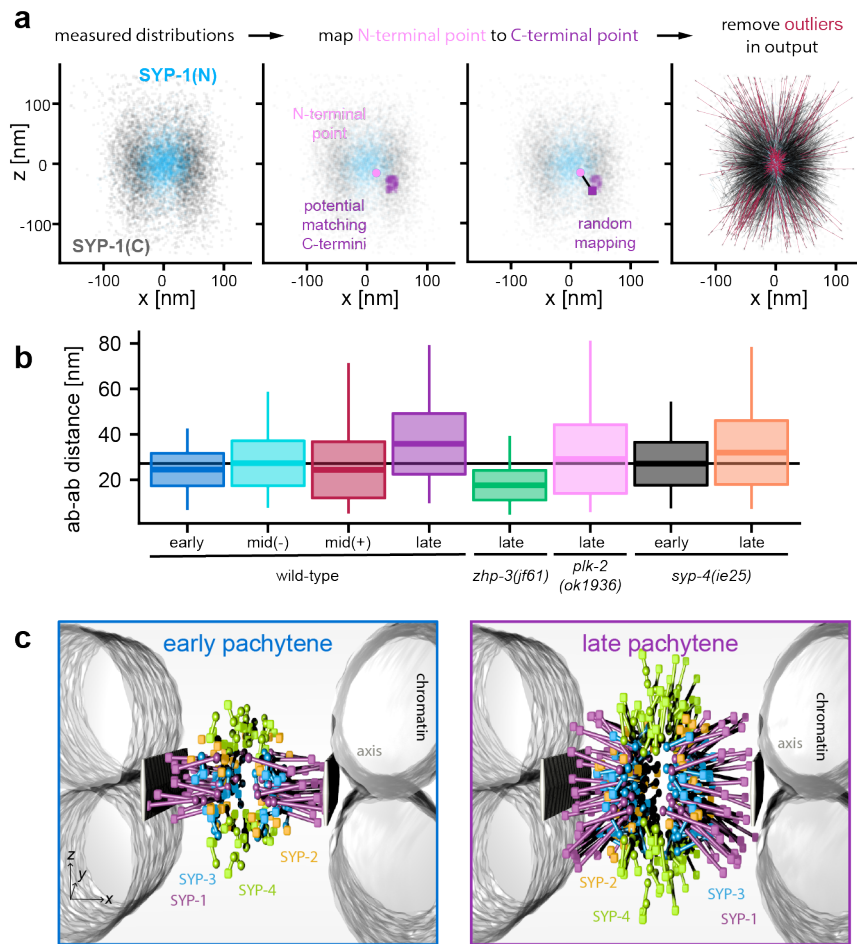 a
measured distributions
map N-terminal point to C-terminal point
remove outliers
in output
SYP-1(N)
SYP-1(C)
N-terminal
point
potential
matching
C-termini
random
mapping
z [nm]
100
0
-100
-100 0 100
x [nm]
-100 0 100
x [nm]
-100 0 100
x [nm]
-100 0 100
x [nm]
b
ab-ab distance [nm]
80
60
40
20
early mid(-) mid(+) late late late early late
wild-type
zhp-3(jf61)
plk-2
(ok1936)
syp-4(ie25)
c
early pachytene
chromatin
axis
SYP-2
SYP-3
SYP-4
SYP-1
z
y
x
late pachytene
chromatin
axis
SYP-2
SYP-3
SYP-4
SYP-1